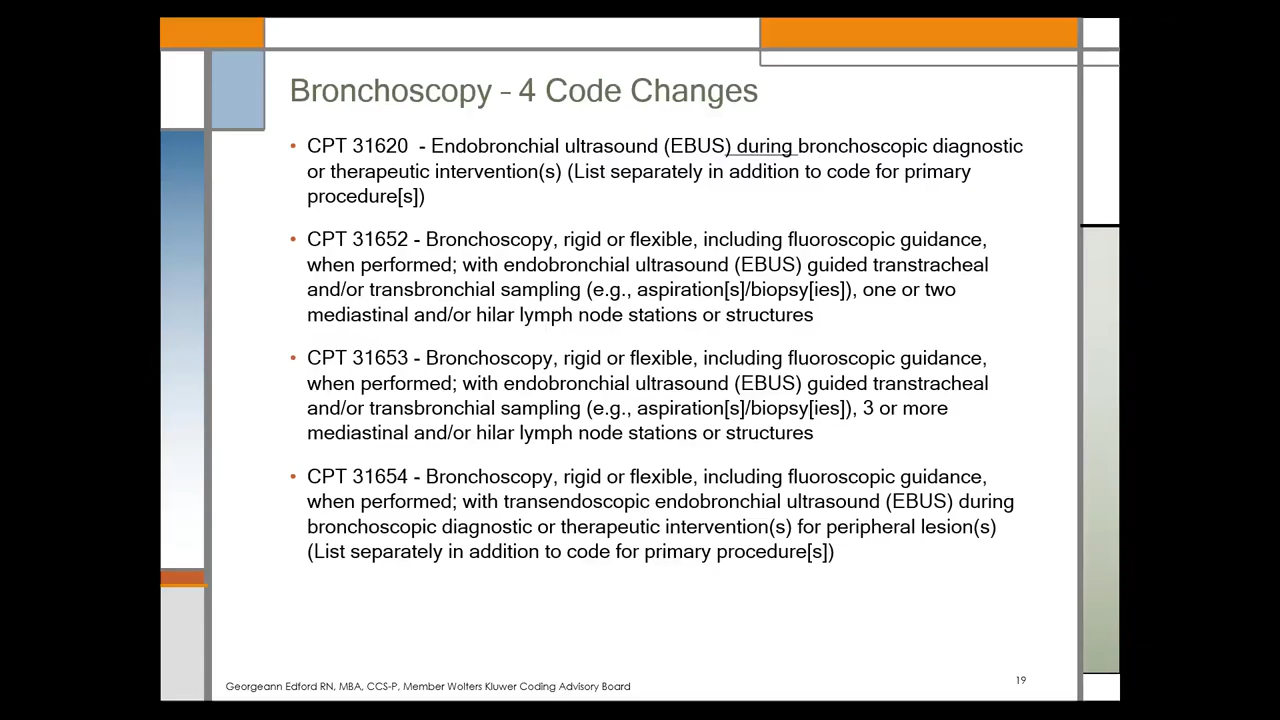 Bronchoscopy - 4 Code Changes
• CPT 31620 - Endobronchial ultrasound (EBUS) during bronchoscopic diagnostic
or therapeutic intervention(s) (List separately in addition to code for primary
procedure[s])
• CPT 31652 - Bronchoscopy, rigid or flexible, including fluoroscopic guidance,
when performed; with endobronchial ultrasound (EBUS) guided transtracheal
and/or transbronchial sampling (e.g., aspiration[s]/biopsy[ies]), one or two
mediastinal and/or hilar lymph node stations or structures
• CPT 31653 - Bronchoscopy, rigid or flexible, including fluoroscopic guidance,
when performed; with endobronchial ultrasound (EBUS) guided transtracheal
and/or transbronchial sampling (e.g., aspiration[s]/biopsy[ies]), 3 or more
mediastinal and/or hilar lymph node stations or structures
• CPT 31654 - Bronchoscopy, rigid or flexible, including fluoroscopic guidance,
when performed; with transendoscopic endobronchial ultrasound (EBUS) during
bronchoscopic diagnostic or therapeutic intervention(s) for peripheral lesion(s)
(List separately in addition to code for primary procedure[s])
Georgeann Edford RN, MBA, CCS-P, Member Wolters Kluwer Coding Advisory Board
19